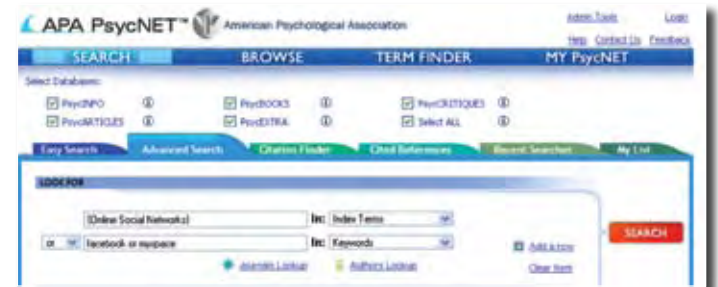 APA PsycNET™ American Psychological Association
Admin Tools Login
Help Contact Us Feedback
SEARCH BROWSE TERM FINDER MY PsycNET
Select Databases:
PsycINFO PsycBOOKS PsycCRITIQUES
PsycARTICLES PsycEXTRA Select ALL
Easy Search Advanced Search Citation Finder Cited References Recent Searches My List
LOOK FOR
{Online Social Networks} In: Index Terms
or facebook or myspace In: Keywords
SEARCH
Add a row
Journals Lookup Authors Lookup Clear form